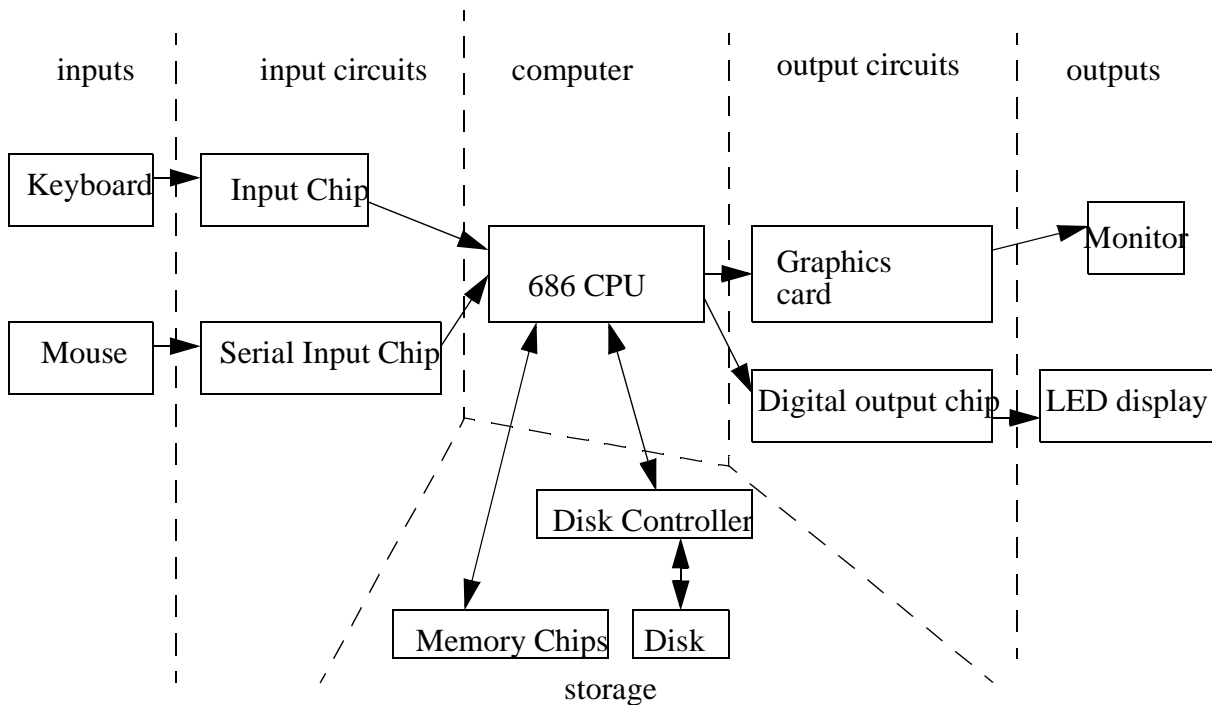 inputs
input circuits
computer
output circuits
outputs
Keyboard
Input Chip
686 CPU
Graphics
card
Monitor
Mouse
Serial Input Chip
Digital output chip
LED display
Disk Controller
Memory Chips
Disk
storage